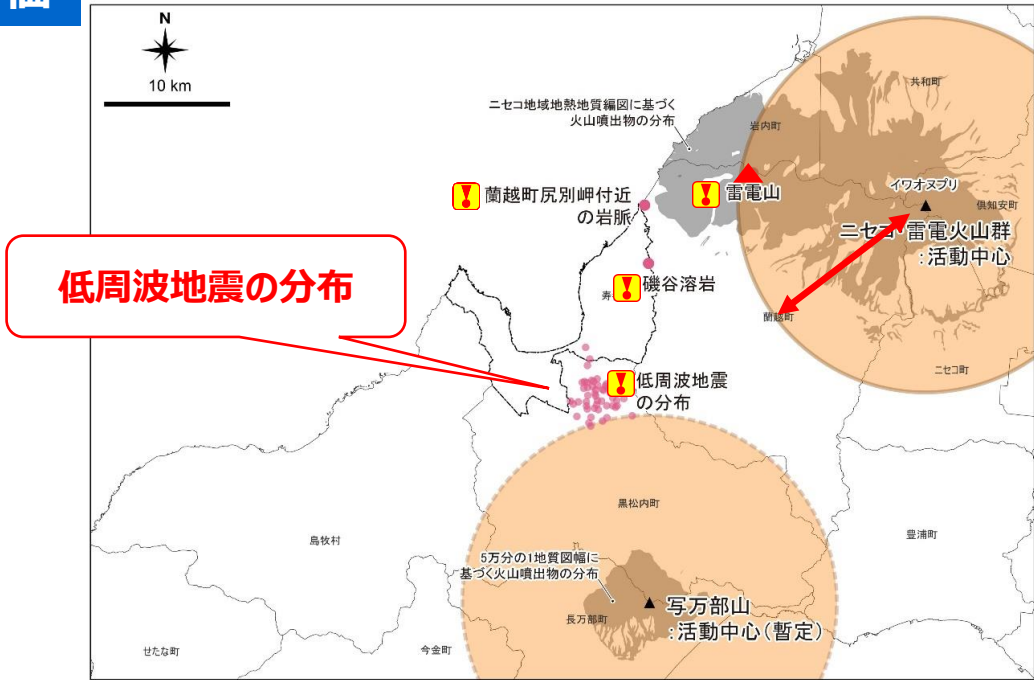 N
10 km
共和町
ニセコ地域地熱地質編図に基づく
火山噴出物の分布
岩内町
蘭越町尻別岬付近
の岩脈
雷電山
イワオヌプリ
倶知安町
ニセコ 雷電火山群
:活動中心
低周波地震の分布
磯谷溶岩
寿
蘭越町
ニセコ町
低周波地震
の分布
黒松内町
島牧村
豊浦町
5万分の1地質図幅に
基づく火山噴出物の分布
長万部町
写万部山
:活動中心(暫定)
せたな町
今金町